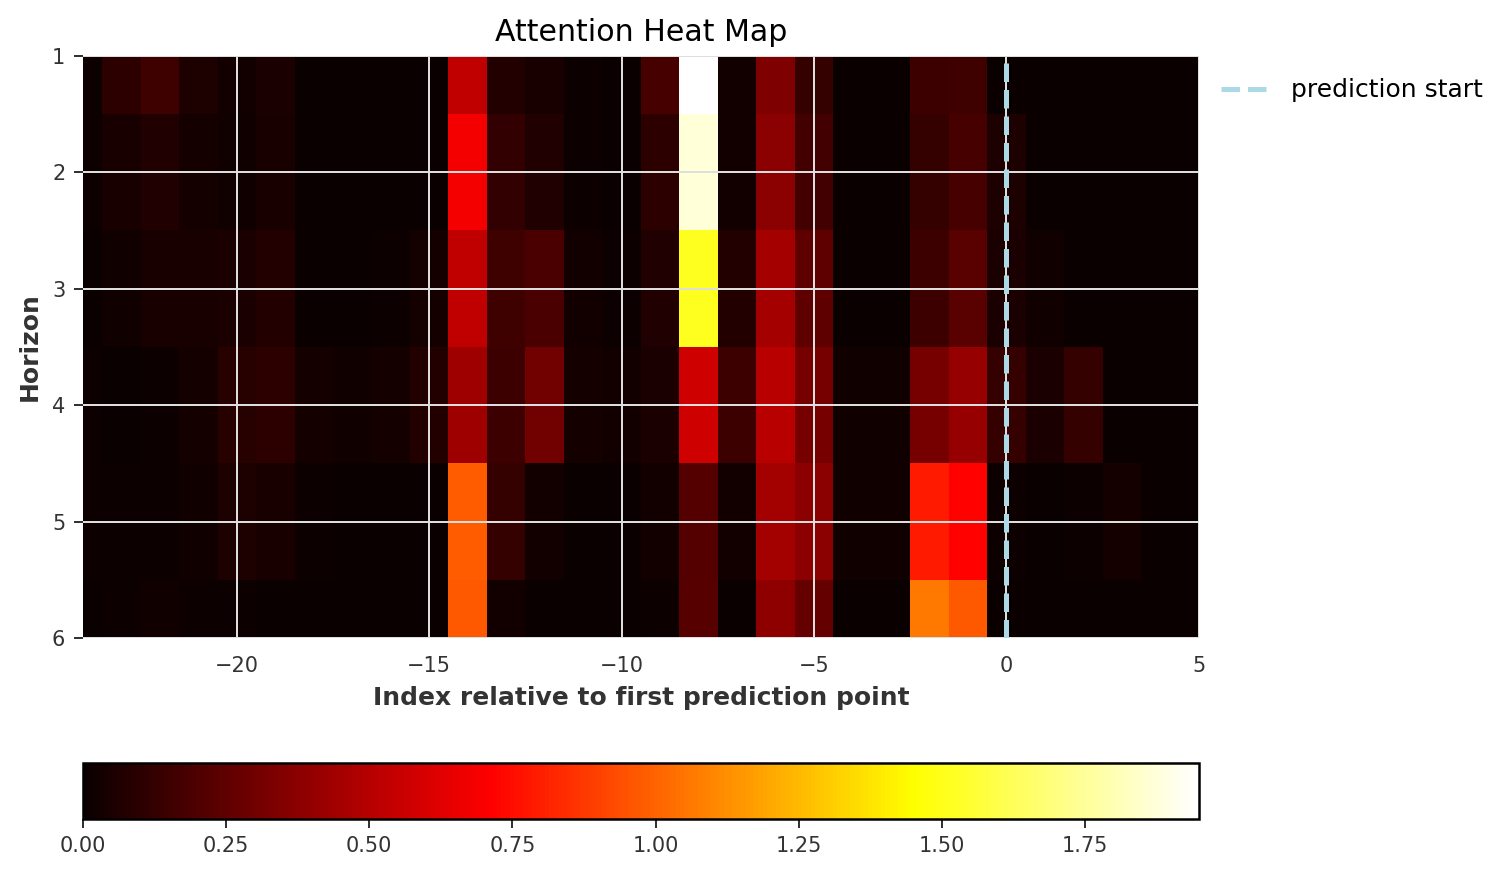 Attention Heat Map
prediction start
Horizon
1
2
3
4
5
6
−20 −15 −10 −5 0 5
Index relative to first prediction point
0.00 0.25 0.50 0.75 1.00 1.25 1.50 1.75